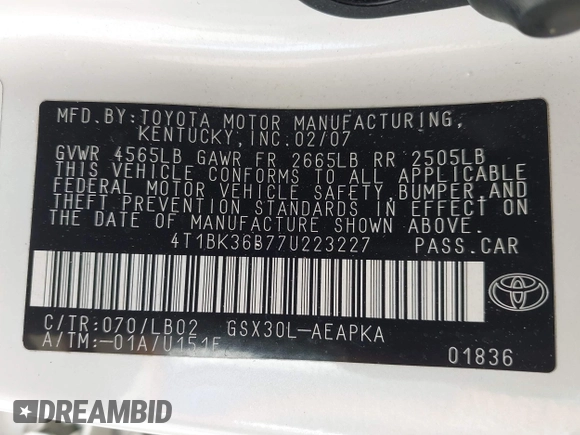 MFD.BY:TOYOTA MOTOR MANUFACTURING,
KENTUCKY, INC. 02/07
GVWR 4565LB GAWR FR 2665LB RR 2505LB
THIS VEHICLE CONFORMS TO ALL APPLICABLE
FEDERAL MOTOR VEHICLE SAFETY, BUMPER, AND
THEFT PREVENTION STANDARDS IN EFFECT ON
THE DATE OF MANUFACTURE SHOWN ABOVE.
4T1BK36B77U223227 PASS.CAR
C/TR:070/LB02 GSX30L-AEAPKA
A/TM:-01A/U151E
01836
TOYOTA
DREAMBID